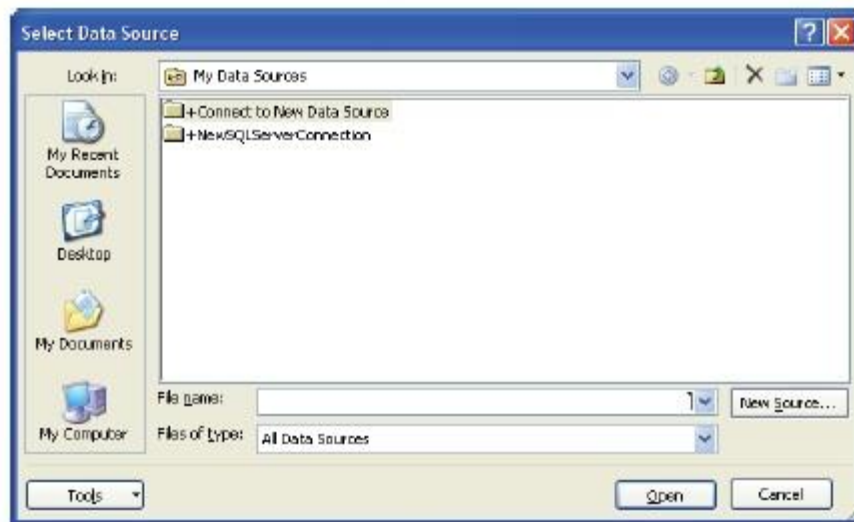 Select Data Source
Look in:
My Data Sources
+Connect to New Data Source
+NewSQLServerConnection
My Recent
Documents
Desktop
My Documents
My Computer
File name:
New Source...
Files of type:
All Data Sources
Tools
Open
Cancel